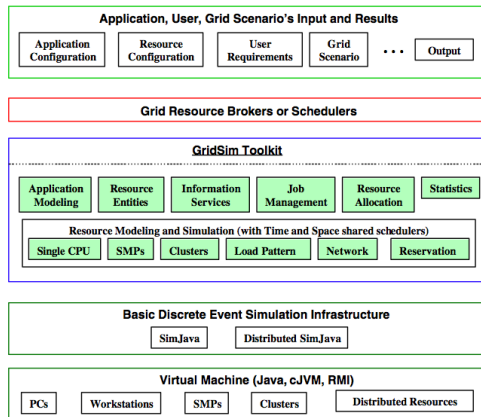 Application, User, Grid Scenario's Input and Results
Application Configuration
Resource Configuration
User Requirements
Grid Scenario
. . .
Output
Grid Resource Brokers or Schedulers
GridSim Toolkit
Application Modeling
Resource Entities
Information Services
Job Management
Resource Allocation
Statistics
Resource Modeling and Simulation (with Time and Space shared schedulers)
Single CPU
SMPs
Clusters
Load Pattern
Network
Reservation
Basic Discrete Event Simulation Infrastructure
SimJava
Distributed SimJava
Virtual Machine (Java, cJVM, RMI)
PCs
Workstations
SMPs
Clusters
Distributed Resources